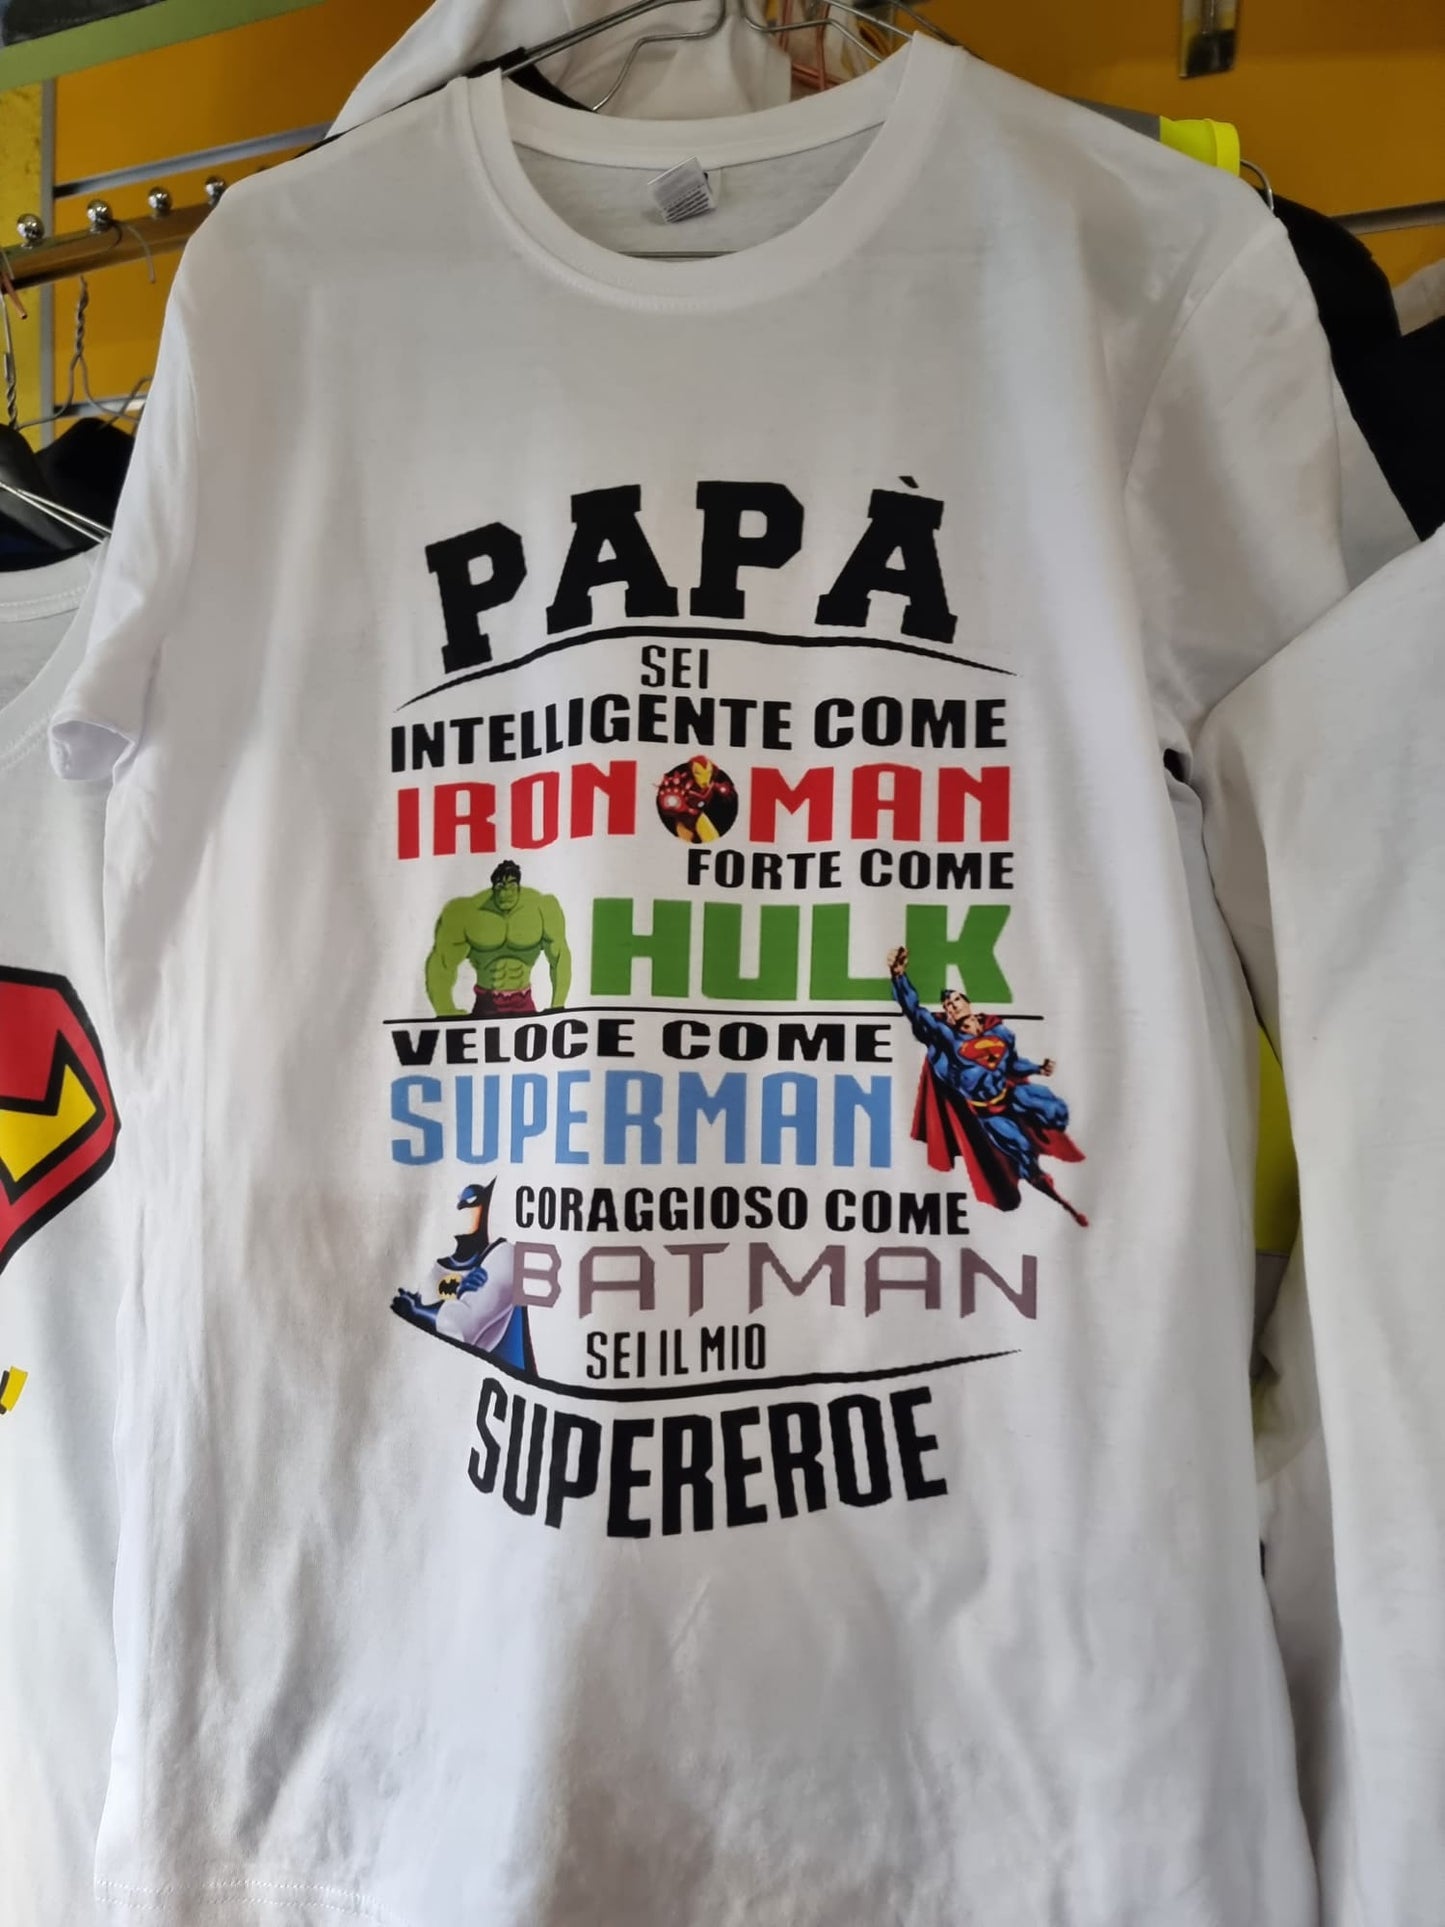 PAPÀ
SEI
INTELLIGENTE COME
IRON MAN
FORTE COME
HULK
VELOCE COME
SUPERMAN
CORAGGIOSO COME
BATMAN
SEI IL MIO
SUPEREROE